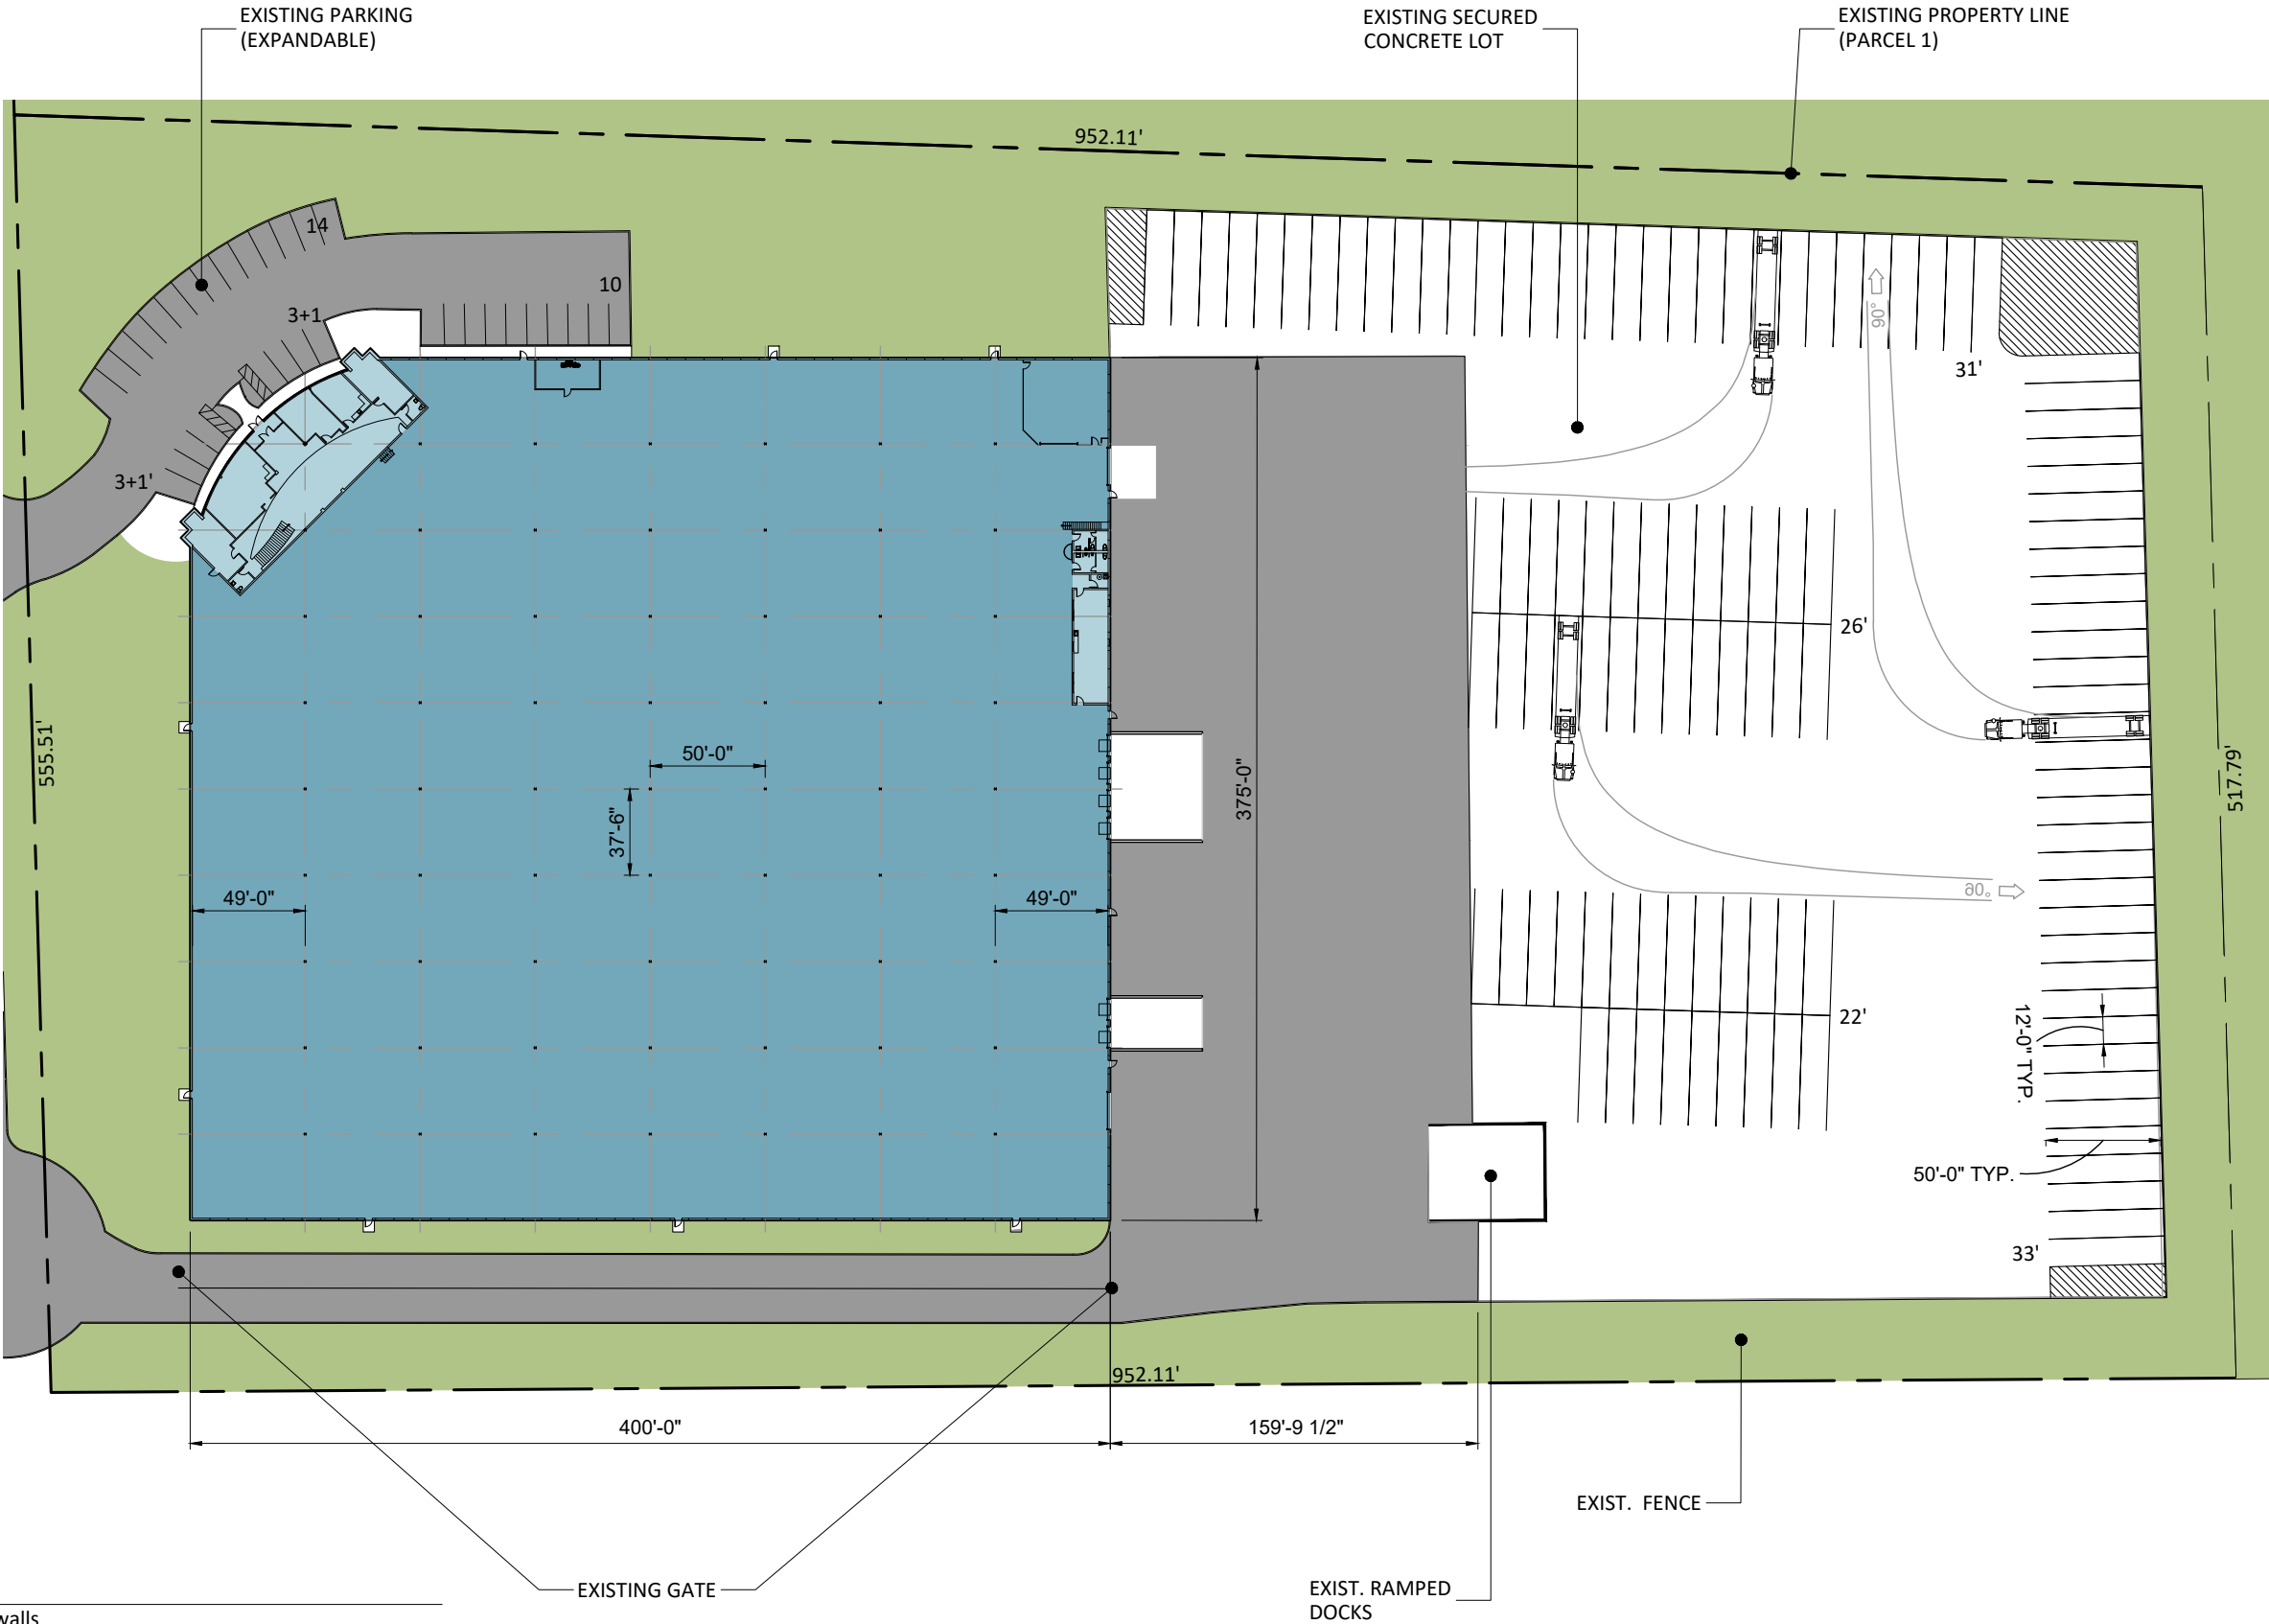 EXISTING PARKING
(EXPANDABLE)
EXISTING SECURED
CONCRETE LOT
EXISTING PROPERTY LINE
(PARCEL 1)
952.11'
14
10
3+1
3+1'
90°
31'
26'
555.51'
50'-0"
37'-6"
375'-0"
517.79'
49'-0"
49'-0"
90°
22'
12'-0" TYP.
50'-0" TYP.
33'
952.11'
400'-0"
159'-9 1/2"
EXIST. FENCE
EXISTING GATE
EXIST. RAMPED
DOCKS
walls